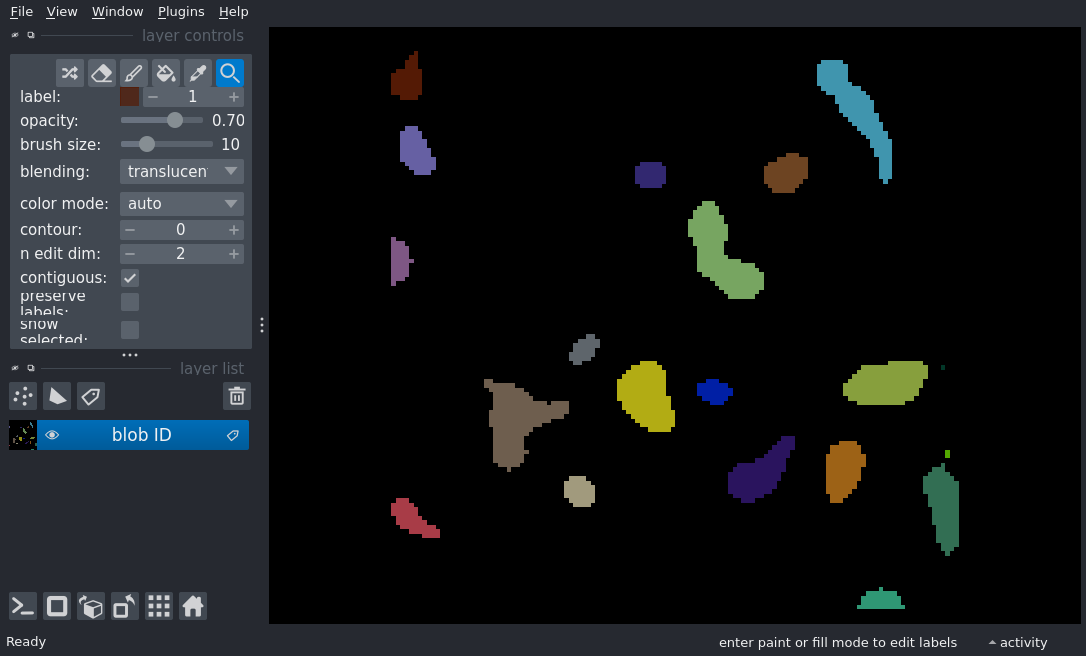 File View Window Plugins Help
layer controls
label: 1
opacity: 0.70
brush size: 10
blending: translucen
color mode: auto
contour: 0
n edit dim: 2
contiguous:
preserve
labels:
show
selected:
layer list
blob ID
Ready enter paint or fill mode to edit labels activity